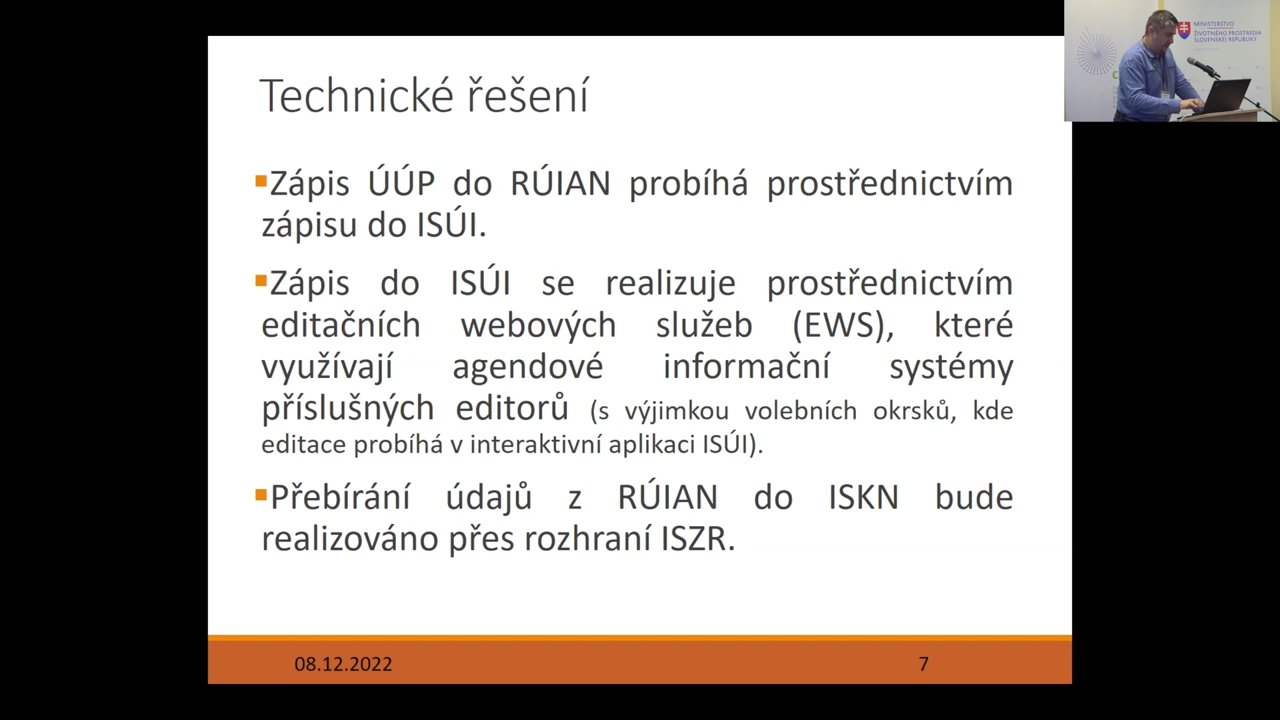 Technické řešení
▪Zápis ÚÚP do RÚIAN probíhá prostřednictvím
zápisu do ISÚI.
▪Zápis do ISÚI se realizuje prostřednictvím
editačních webových služeb (EWS), které
využívají agendové informační systémy
příslušných editorů (s výjimkou volebních okrsků, kde
editace probíhá v interaktivní aplikaci ISÚI).
▪Přebírání údajů z RÚIAN do ISKN bude
realizováno přes rozhraní ISZR.
08.12.2022
7
MINISTERSTVO
ŽIVOTNÉHO PROSTREDIA
SLOVENSKEJ REPUBLIKY